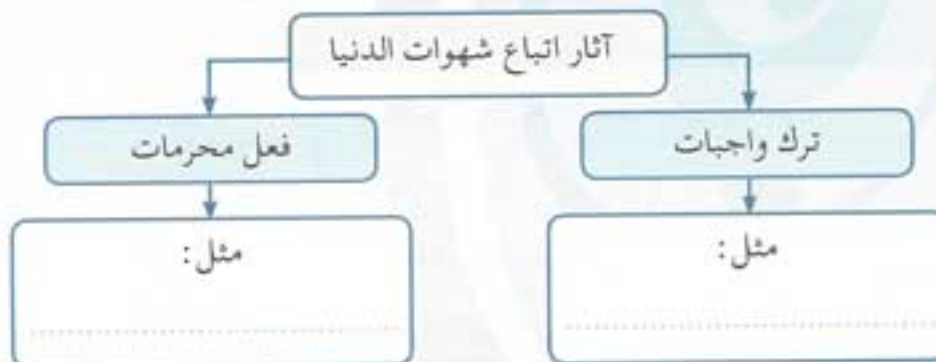 آثار اتباع شهوات الدنيا
ترك واجبات
فعل محرمات
مثل:
مثل: